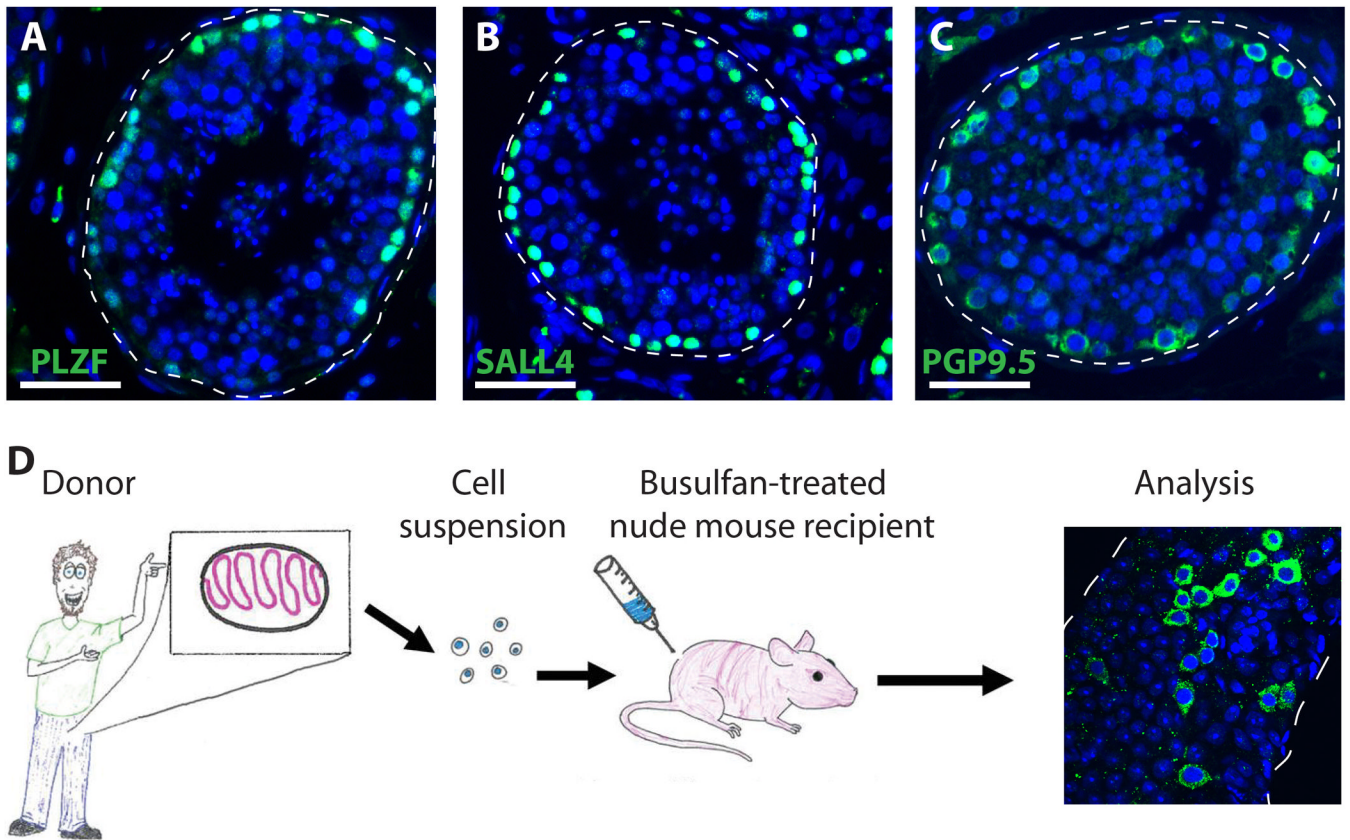 A
B
C
PLZF
SALL4
PGP9.5
D
Donor
Cell
suspension
Busulfan-treated
nude mouse recipient
Analysis